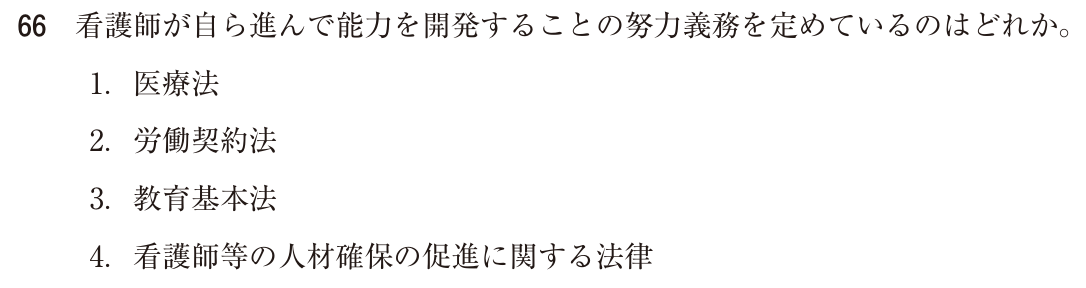 66 看護師が自ら進んで能力を開発することの努力義務を定めているのはどれか。
1. 医療法
2. 労働契約法
3. 教育基本法
4. 看護師等の人材確保の促進に関する法律